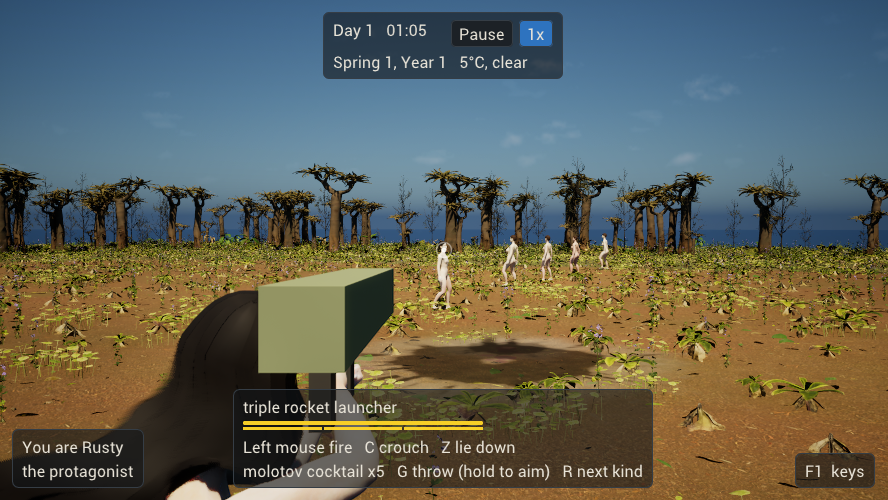 Day 1 01:05 Pause 1x
Spring 1, Year 1 5°C, clear
triple rocket launcher
Left mouse fire C crouch Z lie down
molotov cocktail x5 G throw (hold to aim) R next kind
You are Rusty
the protagonist
F1 keys